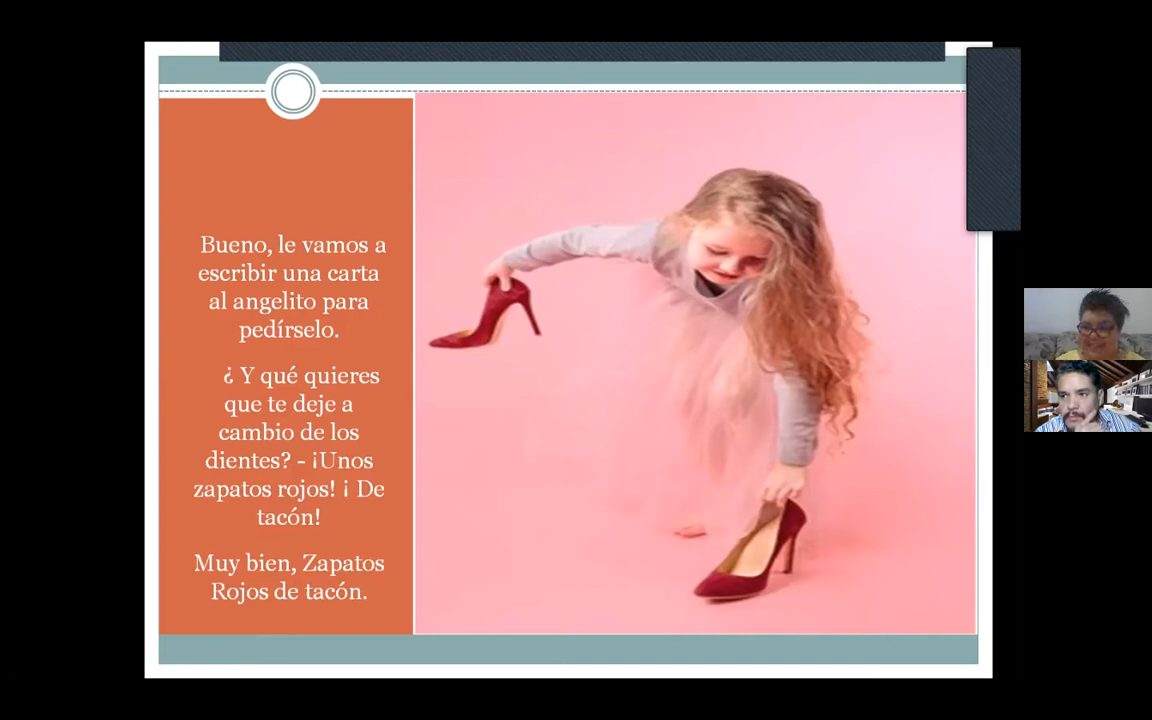 Bueno, le vamos a
escribir una carta
al angelito para
pedírselo.
¿ Y qué quieres
que te deje a
cambio de los
dientes? - ¡Unos
zapatos rojos! ¡ De
tacón!
Muy bien, Zapatos
Rojos de tacón.